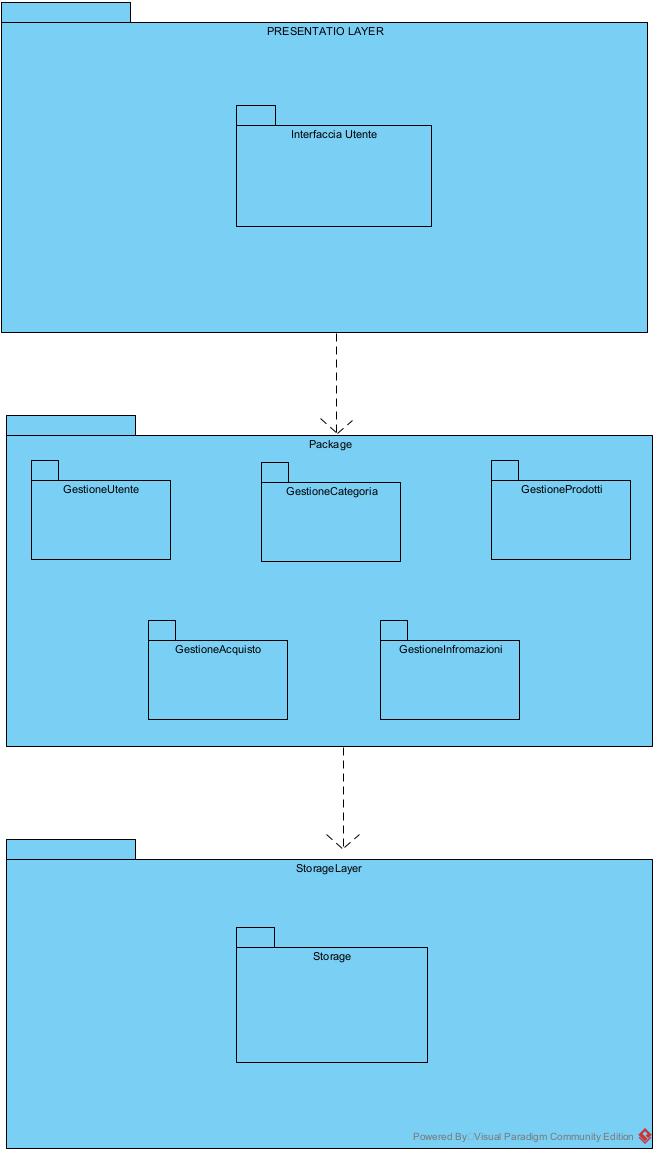 PRESENTATIO LAYER
Interfaccia Utente
Package
GestioneUtente
GestioneCategoria
GestioneProdotti
GestioneAcquisto
GestioneInfromazioni
StorageLayer
Storage
Powered By Visual Paradigm Community Edition